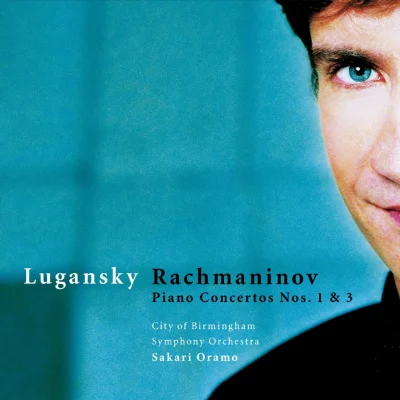 Lugansky Rachmaninov
Piano Concertos Nos. 1 & 3
City of Birmingham
Symphony Orchestra
Sakari Oramo